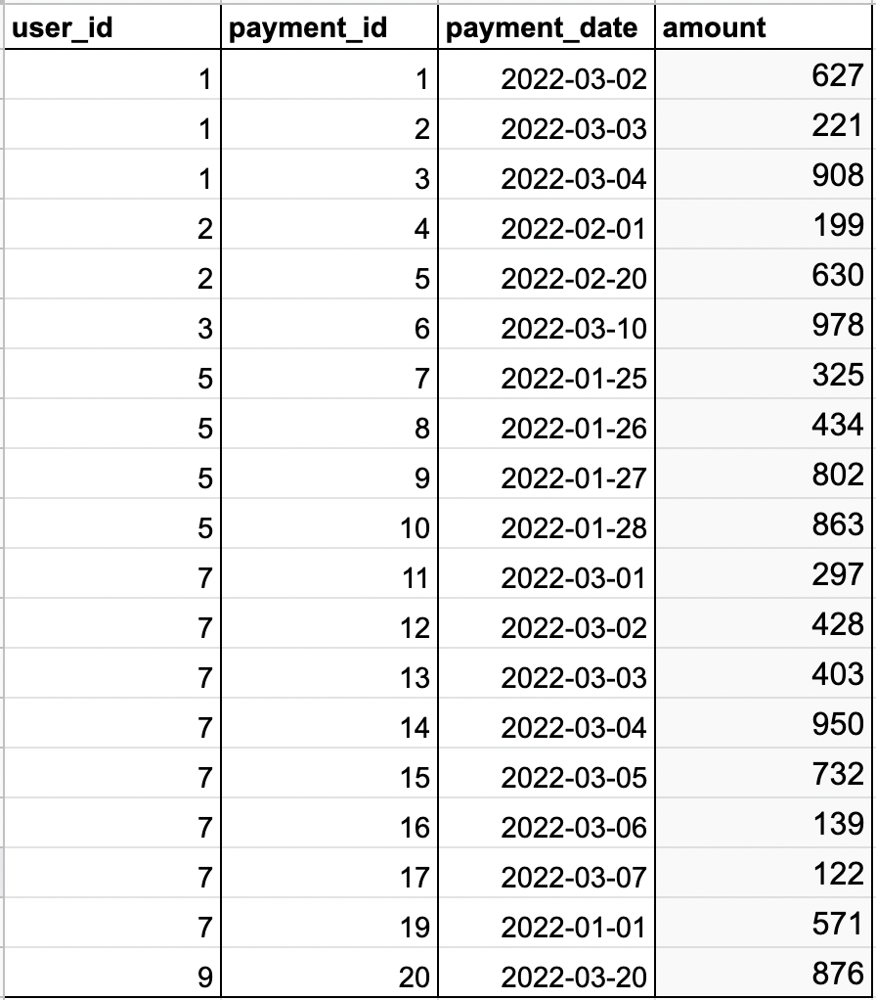 user_id payment_id payment_date amount
1 1 2022-03-02 627
1 2 2022-03-03 221
1 3 2022-03-04 908
2 4 2022-02-01 199
2 5 2022-02-20 630
3 6 2022-03-10 978
5 7 2022-01-25 325
5 8 2022-01-26 434
5 9 2022-01-27 802
5 10 2022-01-28 863
7 11 2022-03-01 297
7 12 2022-03-02 428
7 13 2022-03-03 403
7 14 2022-03-04 950
7 15 2022-03-05 732
7 16 2022-03-06 139
7 17 2022-03-07 122
7 19 2022-01-01 571
9 20 2022-03-20 876